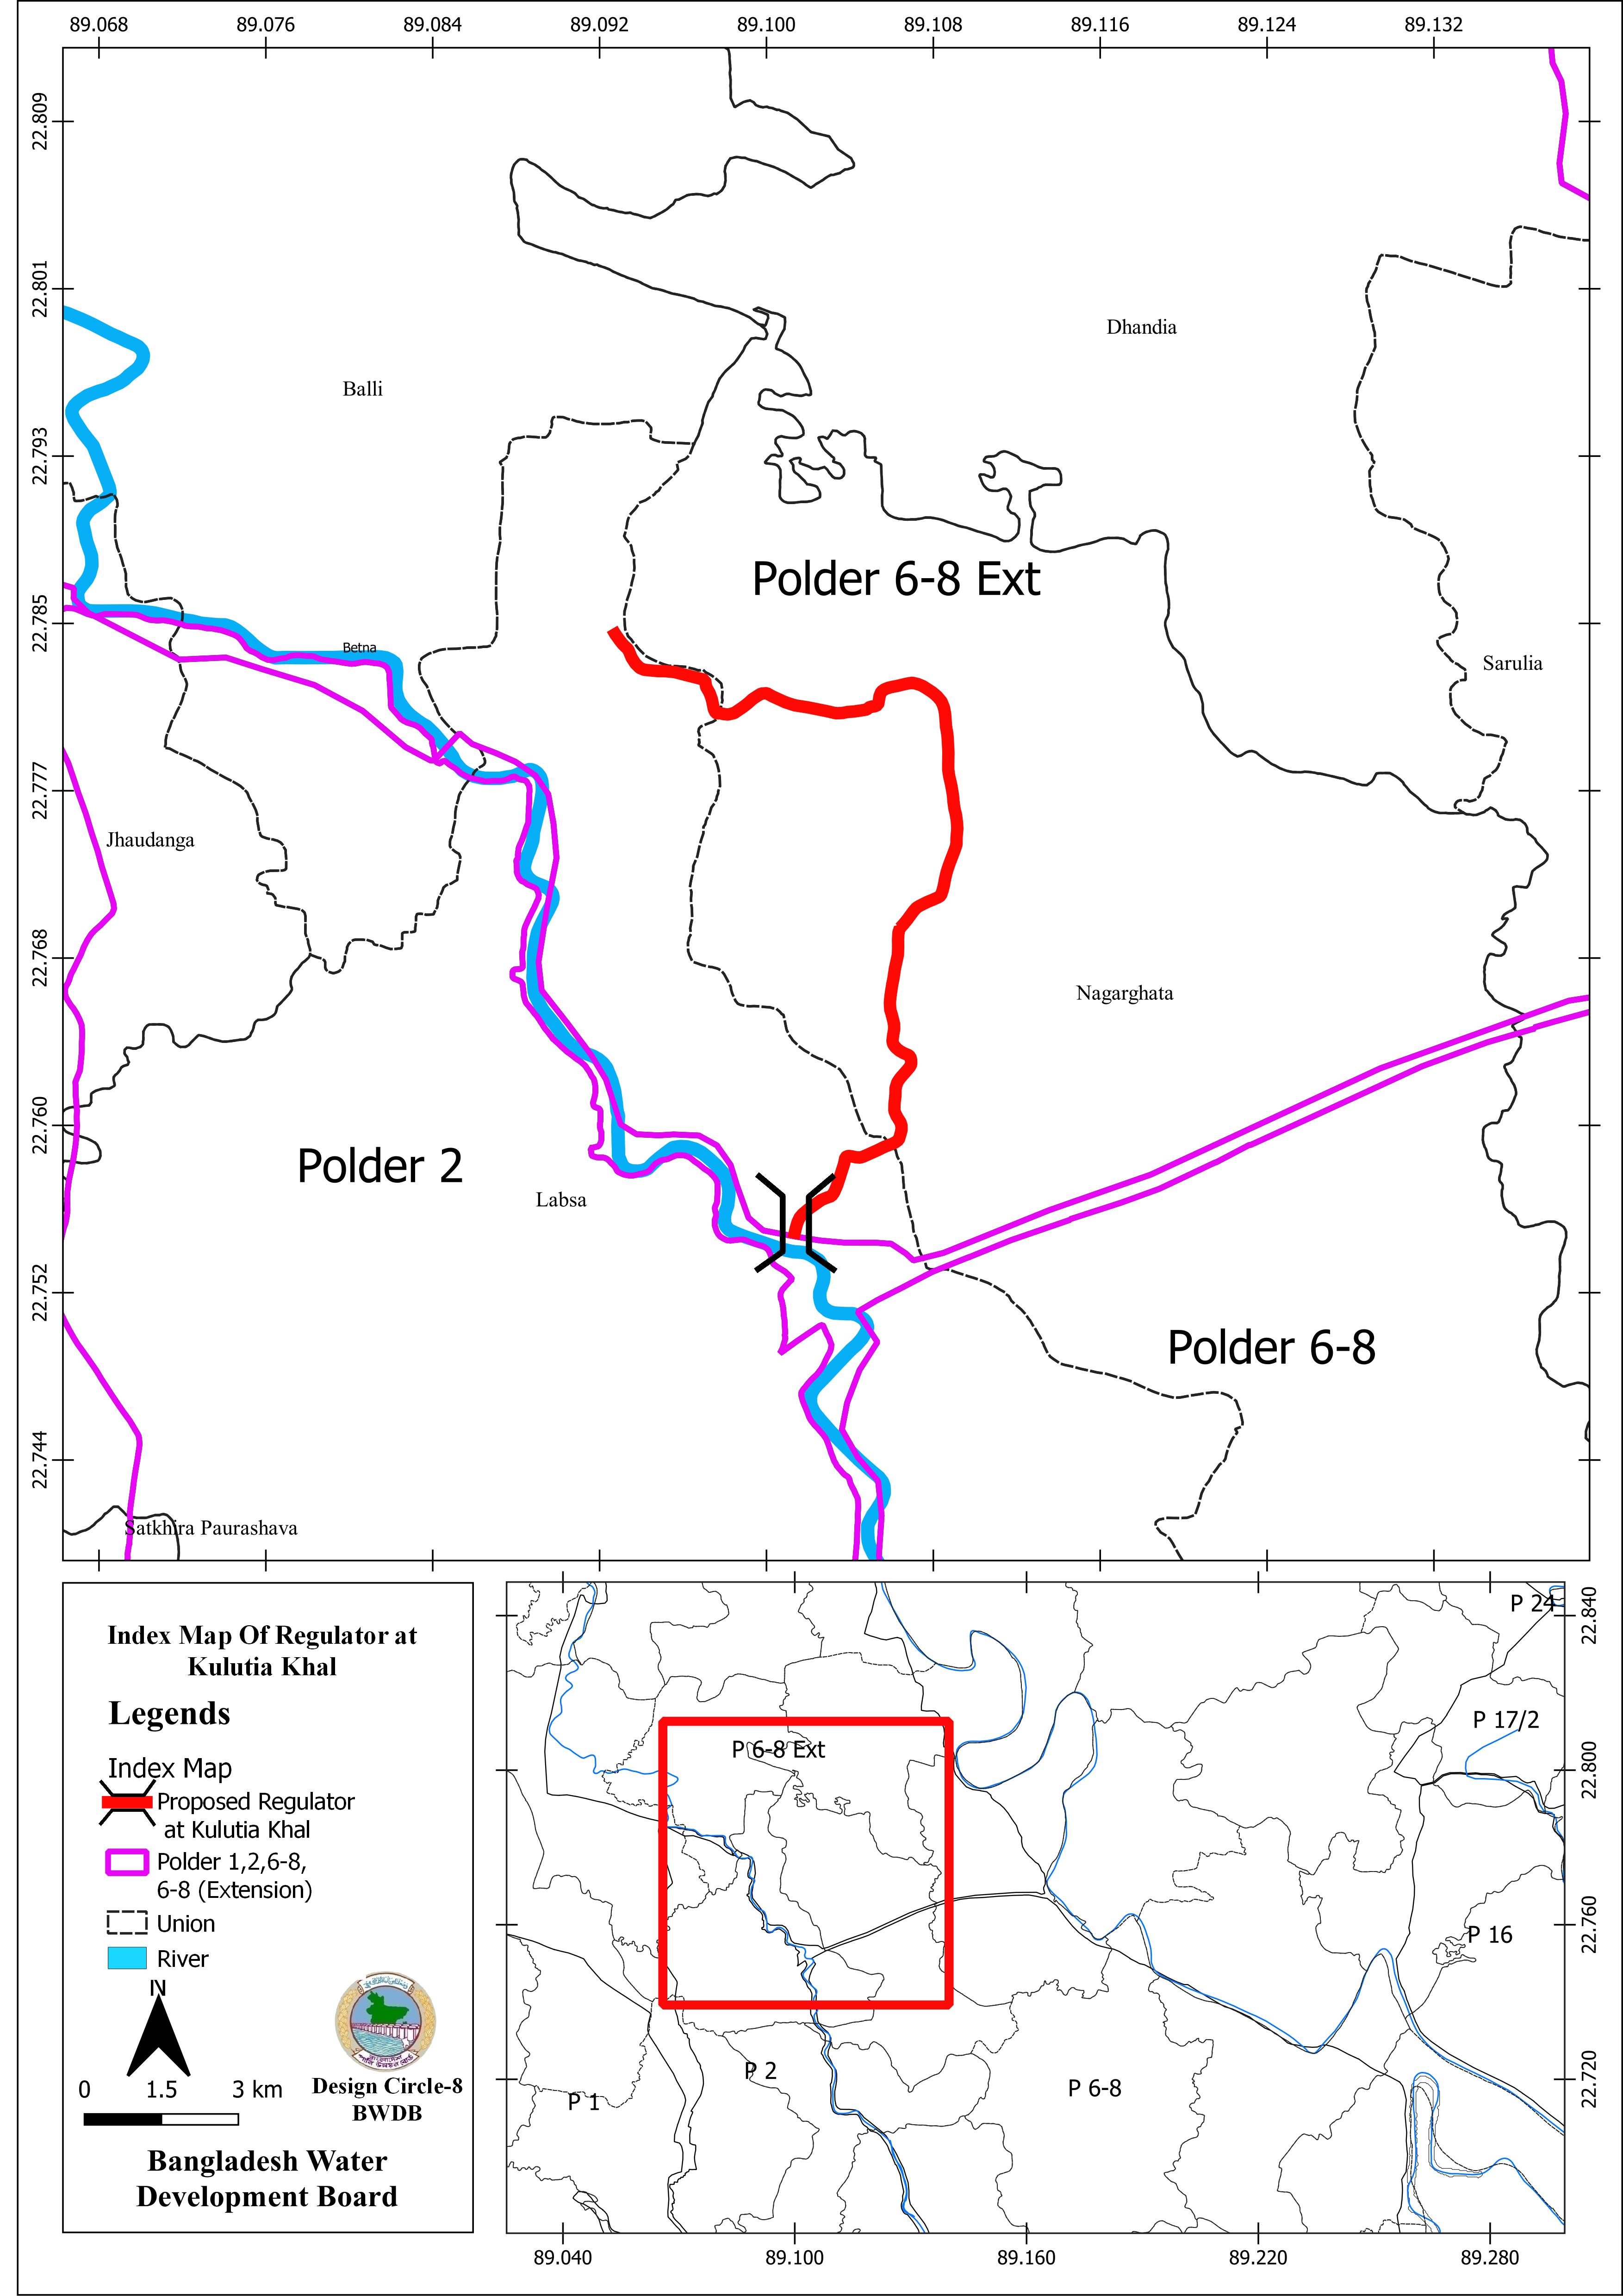 89.068 89.076 89.084 89.092 89.100 89.108 89.116 89.124 89.132
22.809
22.801
22.793
22.785
22.777
22.768
22.760
22.752
22.744
Dhandia
Balli
Polder 6-8 Ext
Betna
Sarulia
Jhaudanga
Nagarghata
Polder 2
Labsa
Polder 6-8
Satkhira Paurashava
Index Map Of Regulator at
Kulutia Khal
Legends
Index Map
Proposed Regulator
at Kulutia Khal
Polder 1,2,6-8,
6-8 (Extension)
Union
River
N
0 1.5 3 km
Design Circle-8
BWDB
Bangladesh Water
Development Board
P 24
P 17/2
P 6-8 Ext
P 16
P 2
P 6-8
P 1
22.840
22.800
22.760
22.720
89.040 89.100 89.160 89.220 89.280